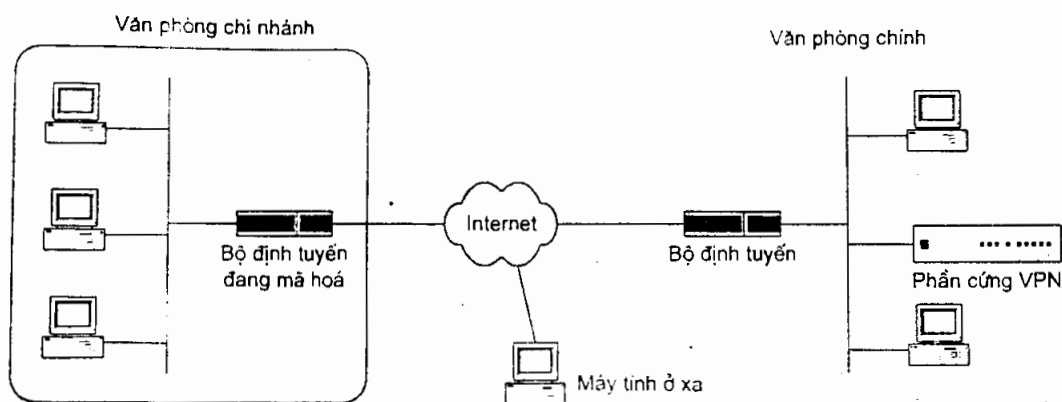 Văn phòng chi nhánh
Văn phòng chính
Internet
Bộ định tuyến
đang mã hoá
Bộ định tuyến
Phần cứng VPN
Máy tính ở xa